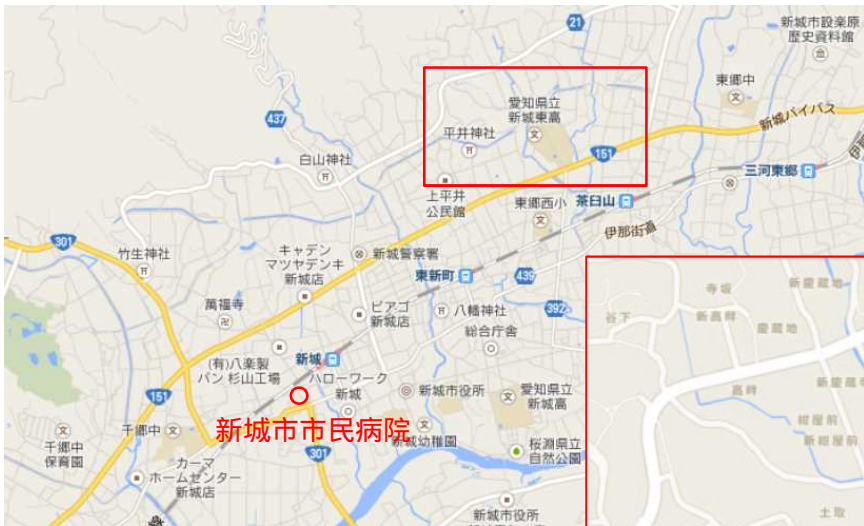 21
新城市設楽原
歴史資料館
東郷中
愛知県立
新城東高
新城バイパス
437
平井神社
白山神社
151
三河東郷
上平井
公民館
東郷西小
茶臼山
伊那街道
301
竹生神社
キャデン
マツヤデンキ
新城店
新城警察署
東新町
439
392
萬福寺
ピアゴ
新城店
八幡神社
総合庁舎
寺坂
新慶蔵地
谷下
新高畔
慶蔵地
(有)八楽製
パン 杉山工場
新城
ハローワーク
新城
新城市役所
愛知県立
新城高
高畔
紺屋前
新紺屋前
151
新城市市民病院
千郷中
千郷中
保育園
301
新城幼稚園
桜淵県立
自然公園
カーマ
ホームセンター
新城店
新城市役所
土取